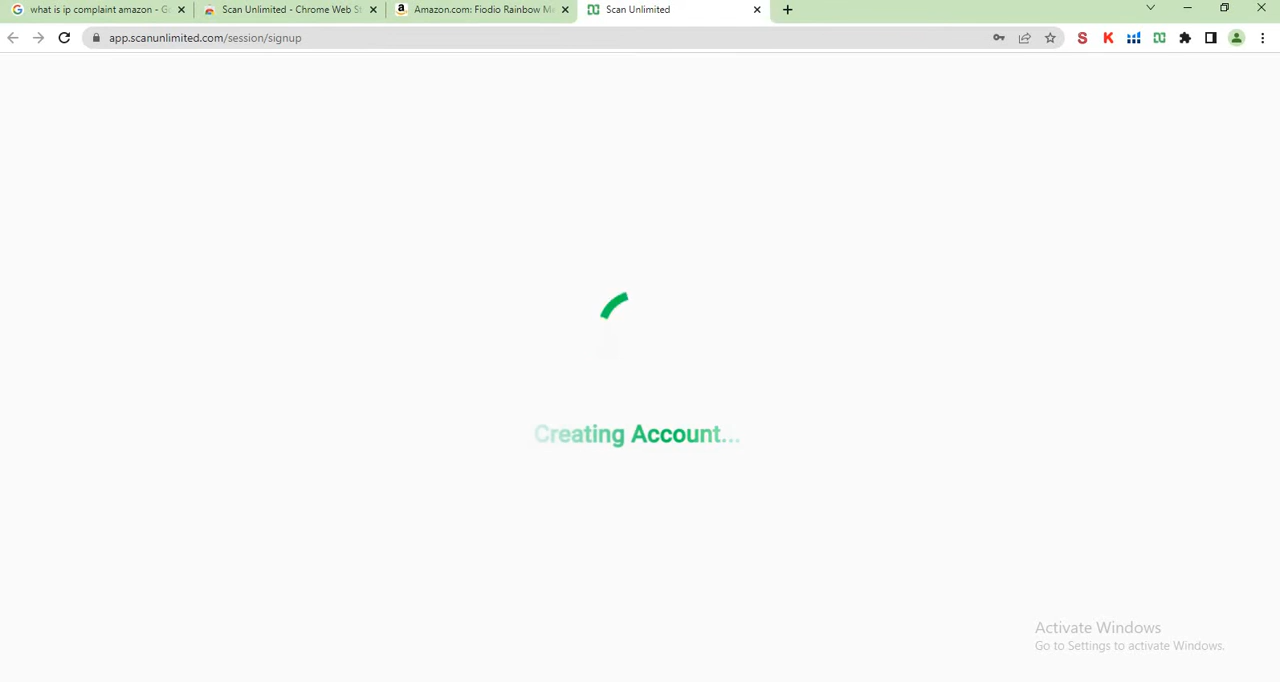 what is ip complaint amazon - G
Scan Unlimited - Chrome Web S
Amazon.com: Fiodio Rainbow M
Scan Unlimited
app.scanunlimited.com/session/signup
Creating Account...
Activate Windows
Go to Settings to activate Windows.